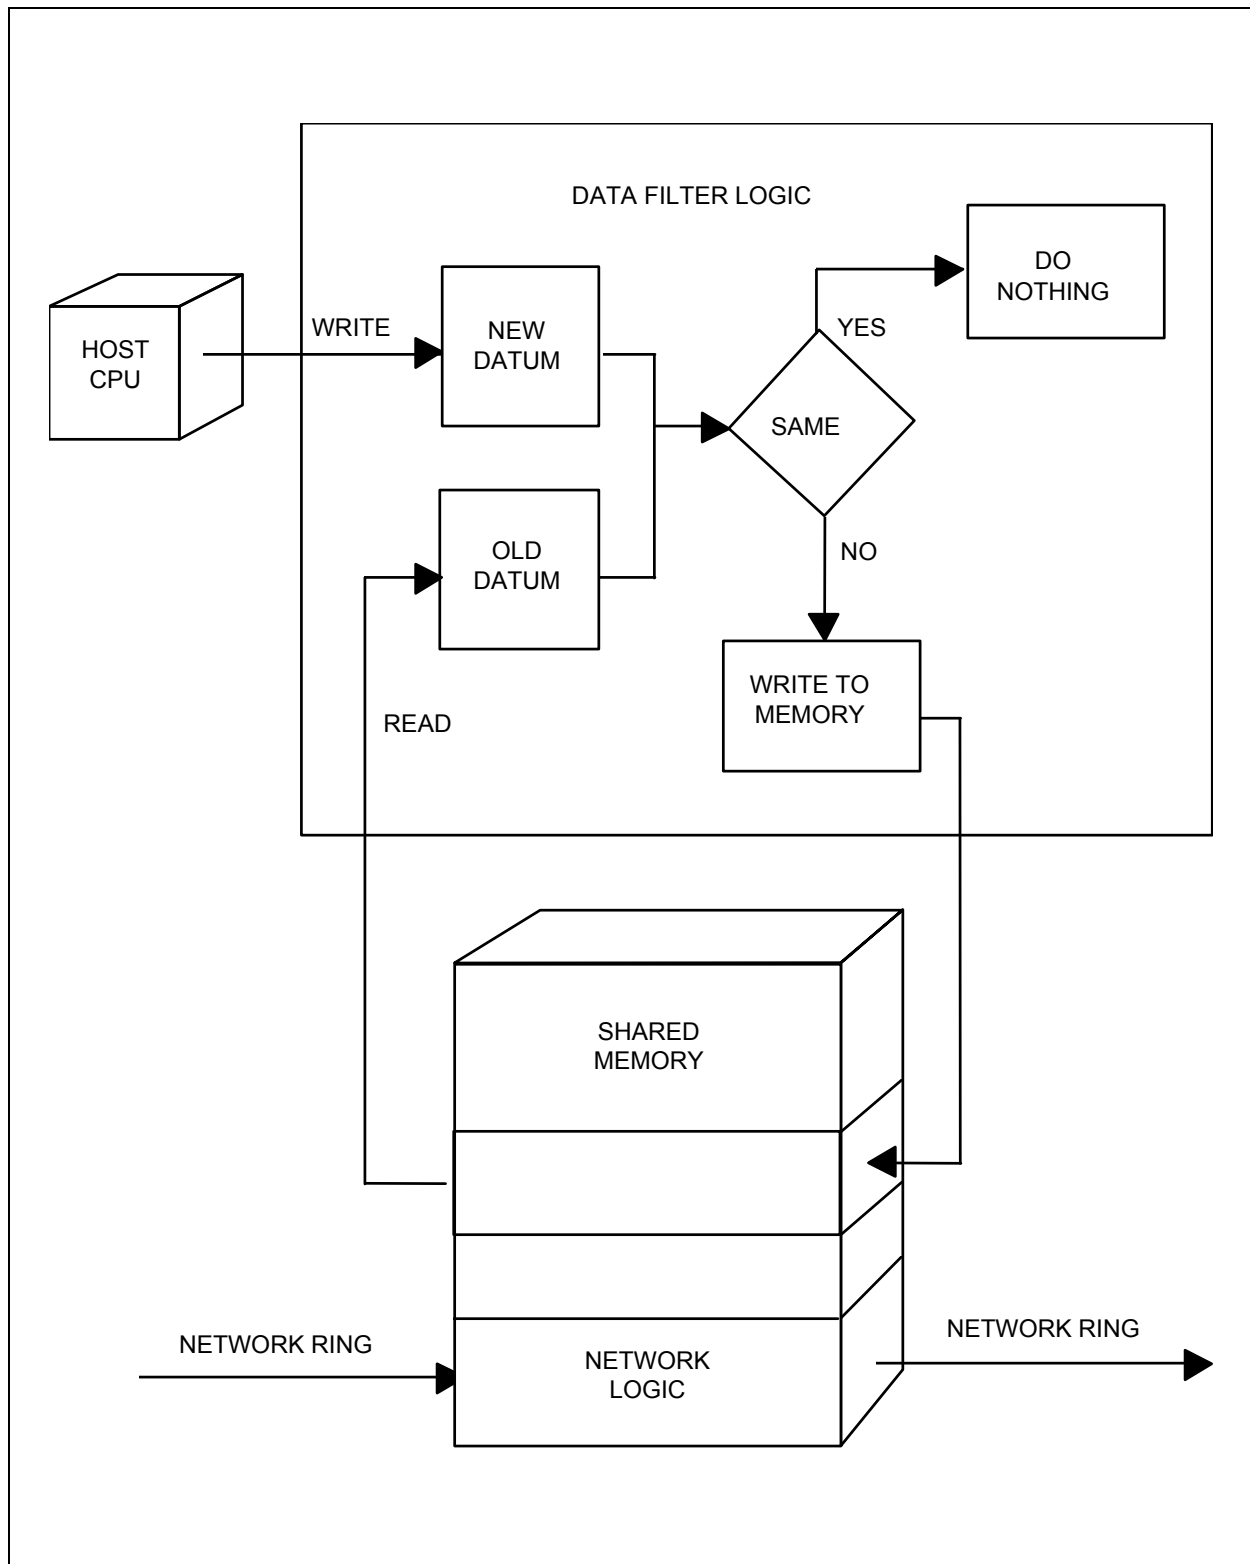 DATA FILTER LOGIC
DO
NOTHING
HOST
CPU
WRITE
NEW
DATUM
YES
SAME
OLD
DATUM
NO
READ
WRITE TO
MEMORY
SHARED
MEMORY
NETWORK RING
NETWORK
LOGIC
NETWORK RING